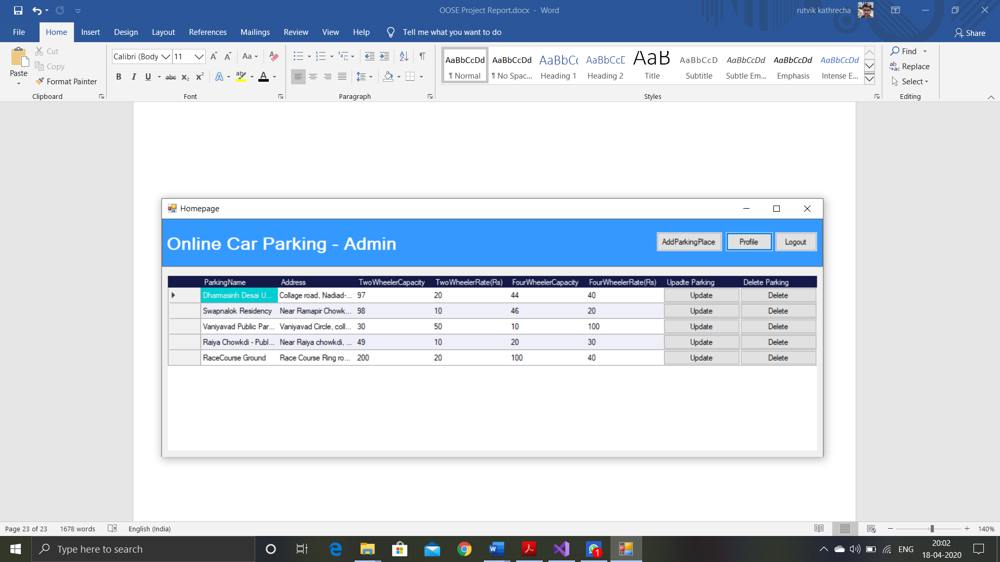 OOSE Project Report.docx - Word
rutvik kathrecha
File Home Insert Design Layout References Mailings Review View Help Tell me what you want to do Share
Paste
Cut
Copy
Format Painter
Clipboard
Calibri (Body 11
Font
Paragraph
AaBbCcDd AaBbCcDd AaBbC( AaBbCcE AaB AaBbCcD AaBbCcDd AaBbCcDd AaBbCcDd
¶ Normal ¶ No Spac... Heading 1 Heading 2 Title Subtitle Subtle Em... Emphasis Intense E...
Styles
Find
Replace
Select
Editing
Homepage
Online Car Parking - Admin
AddParkingPlace Profile Logout
ParkingName Address TwoWheelerCapacity TwoWheelerRate(Rs) FourWheelerCapacity FourWheelerRate(Rs) Upadte Parking Delete Parking
Dharmasinh Desai U... Collage road, Nadiad-... 97 20 44 40 Update Delete
Swapnalok Residency Near Ramapir Chowk... 98 10 46 20 Update Delete
Vaniyavad Public Par... Vaniyavad Circle, coll... 30 50 10 100 Update Delete
Raiya Chowkdi - Publ... Near Raiya chowkdi, ... 49 10 20 30 Update Delete
RaceCourse Ground Race Course Ring ro... 200 20 100 40 Update Delete
Page 23 of 23 1678 words English (India) 140%
Type here to search
1
ENG
20:02
18-04-2020